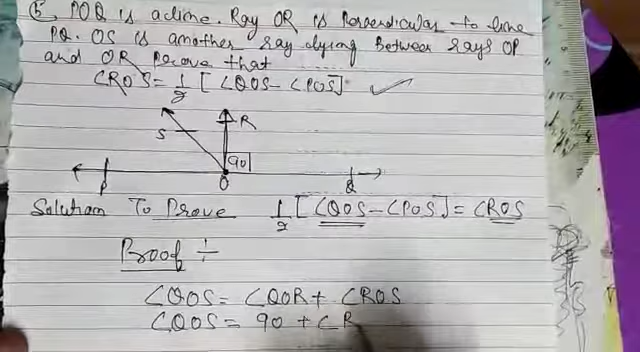 ⑤ POQ is a line. Ray OR is Perpendicular to line
PQ. OS is another ray lying Between rays OP
and OR prove that
∠ROS = 1/2 [∠QOS - ∠POS]
S
R
90
P
O
Q
Solution To Prove 1/2 [∠QOS - ∠POS] = ∠ROS
Proof ÷
∠QOS = ∠QOR + ∠ROS
∠QOS = 90 + ∠R